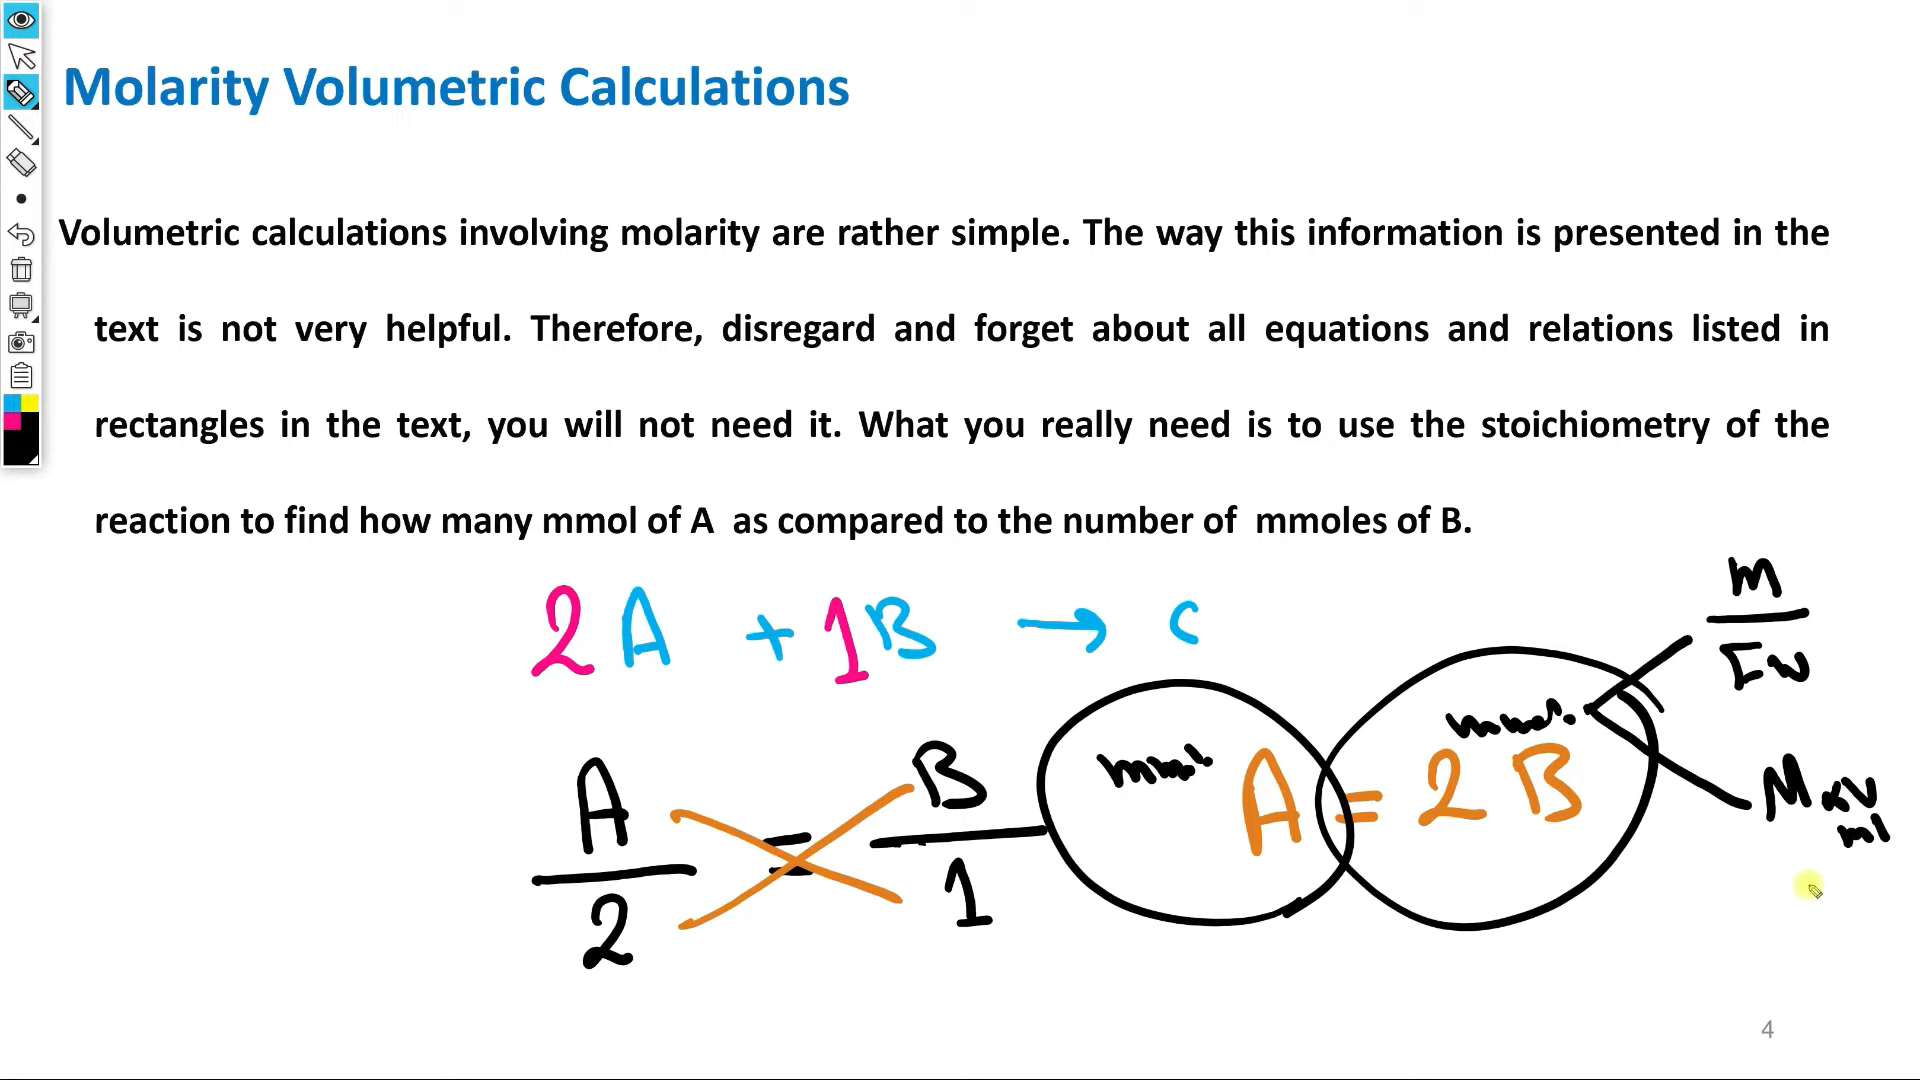 Molarity Volumetric Calculations
Volumetric calculations involving molarity are rather simple. The way this information is presented in the
text is not very helpful. Therefore, disregard and forget about all equations and relations listed in
rectangles in the text, you will not need it. What you really need is to use the stoichiometry of the
reaction to find how many mmol of A as compared to the number of mmoles of B.
2A + 1B → C
A/2 = B/1
mmol A = 2 mmol B
m
M x V
ml
4